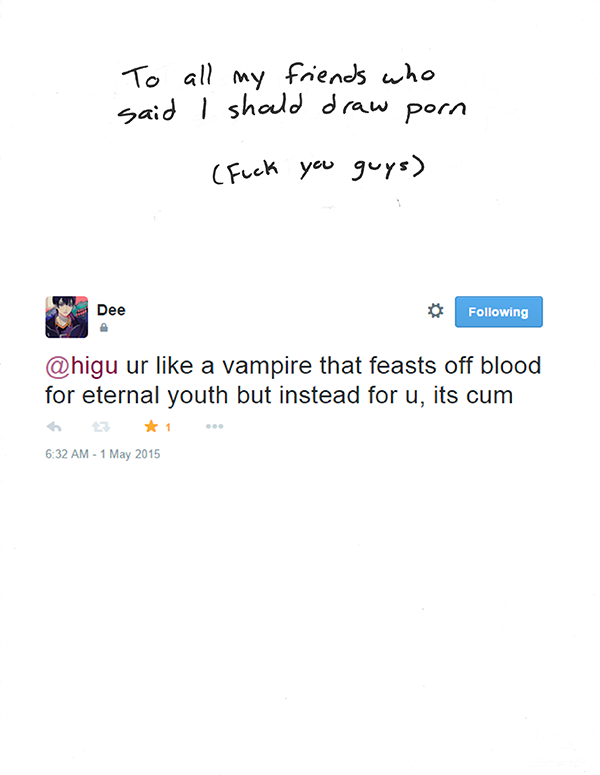 To all my friends who
said I should draw porn
(Fuck you guys)
Dee
Following
@higu ur like a vampire that feasts off blood
for eternal youth but instead for u, its cum
1
6:32 AM - 1 May 2015